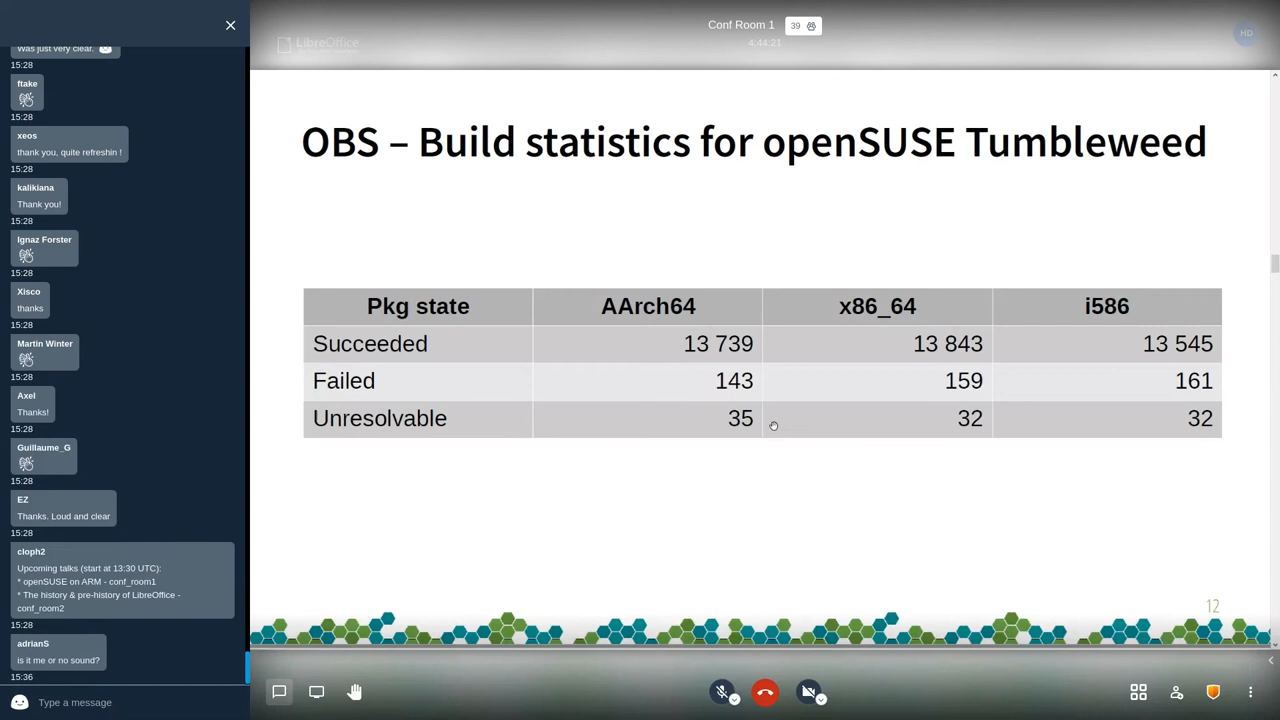 Was just very clear.
15:28
ftake
15:28
xeos
thank you, quite refreshin !
15:28
kalikiana
Thank you!
15:28
Ignaz Forster
15:28
Xisco
thanks
15:28
Martin Winter
15:28
Axel
Thanks!
15:28
Guillaume_G
15:28
EZ
Thanks. Loud and clear
15:28
cloph2
Upcoming talks (start at 13:30 UTC):
* openSUSE on ARM - conf_room1
* The history & pre-history of LibreOffice -
conf_room2
15:28
adrianS
is it me or no sound?
15:36
Type a message
LibreOffice
Conf Room 1 39
4:44:21
HD
OBS – Build statistics for openSUSE Tumbleweed
Pkg state AArch64 x86_64 i586
Succeeded 13 739 13 843 13 545
Failed 143 159 161
Unresolvable 35 32 32
12